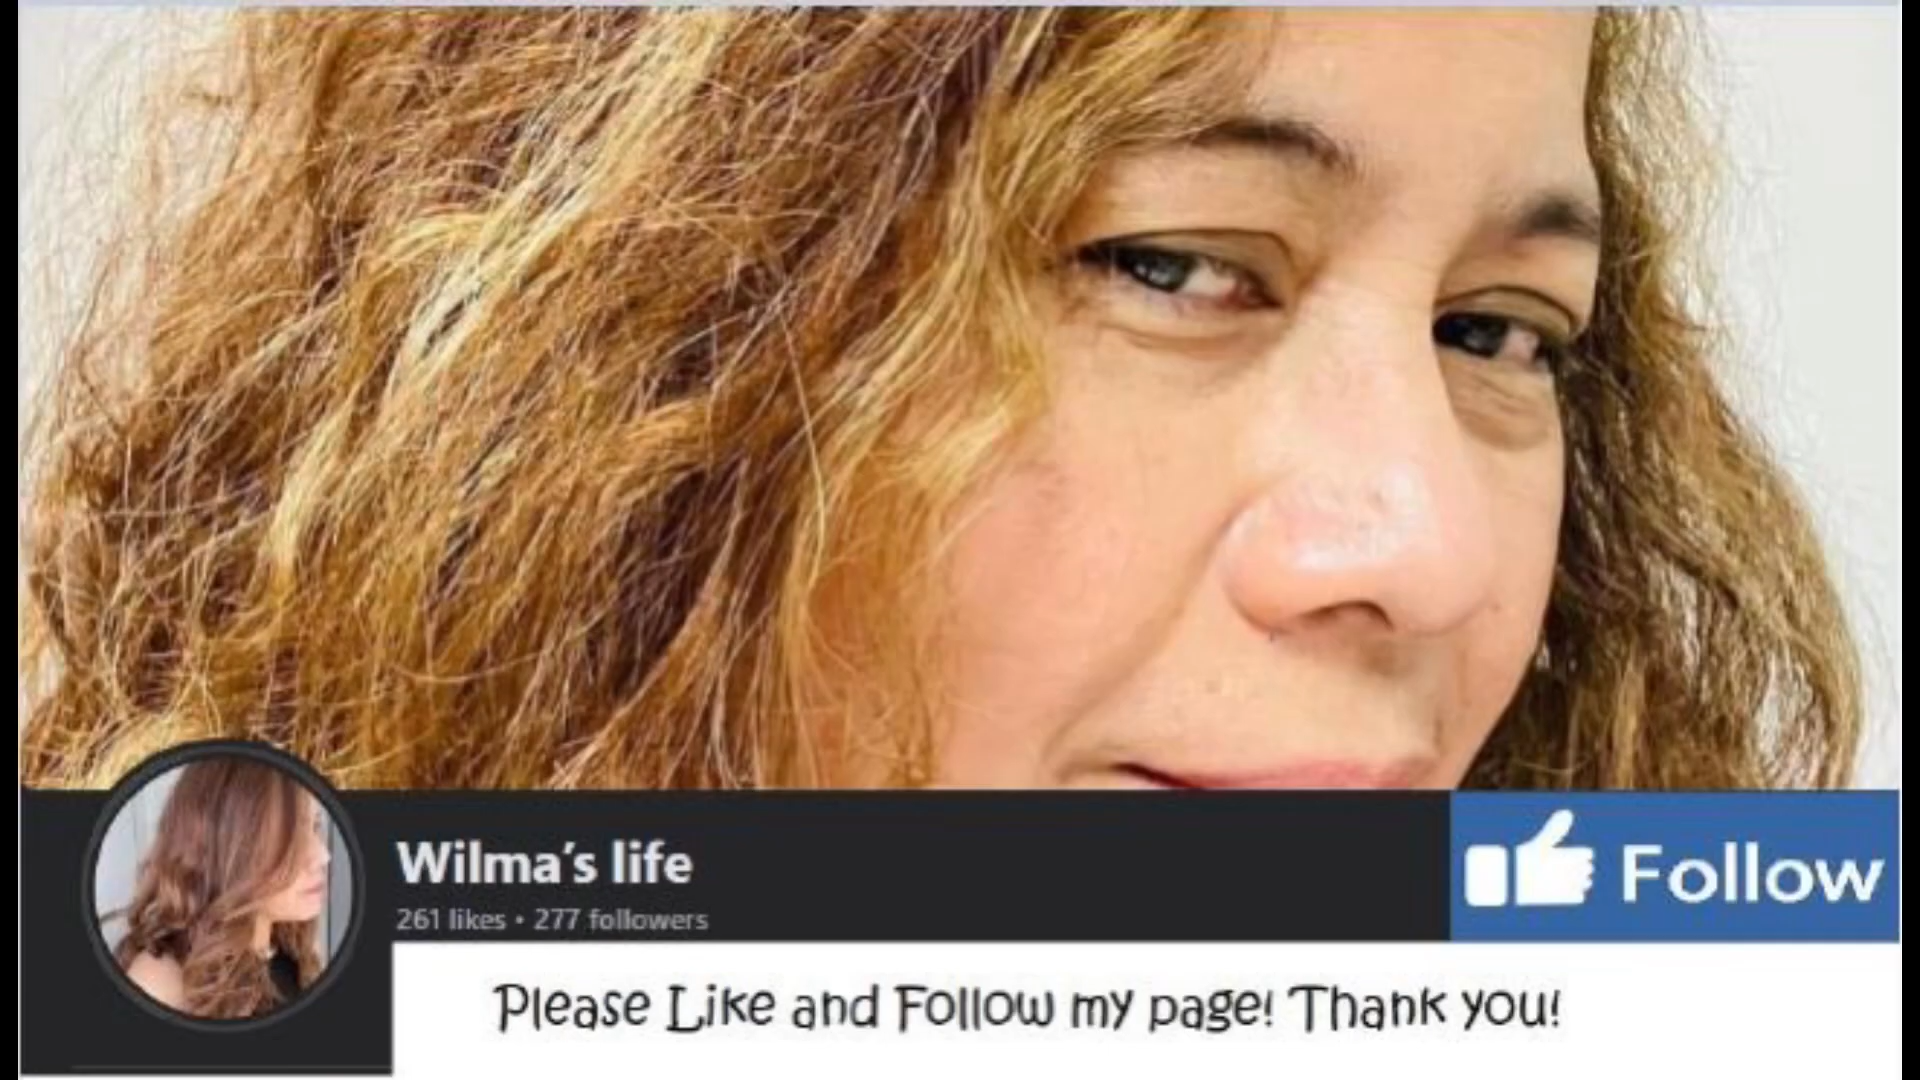 Wilma's life
261 likes • 277 followers
Follow
Please Like and Follow my page! Thank you!